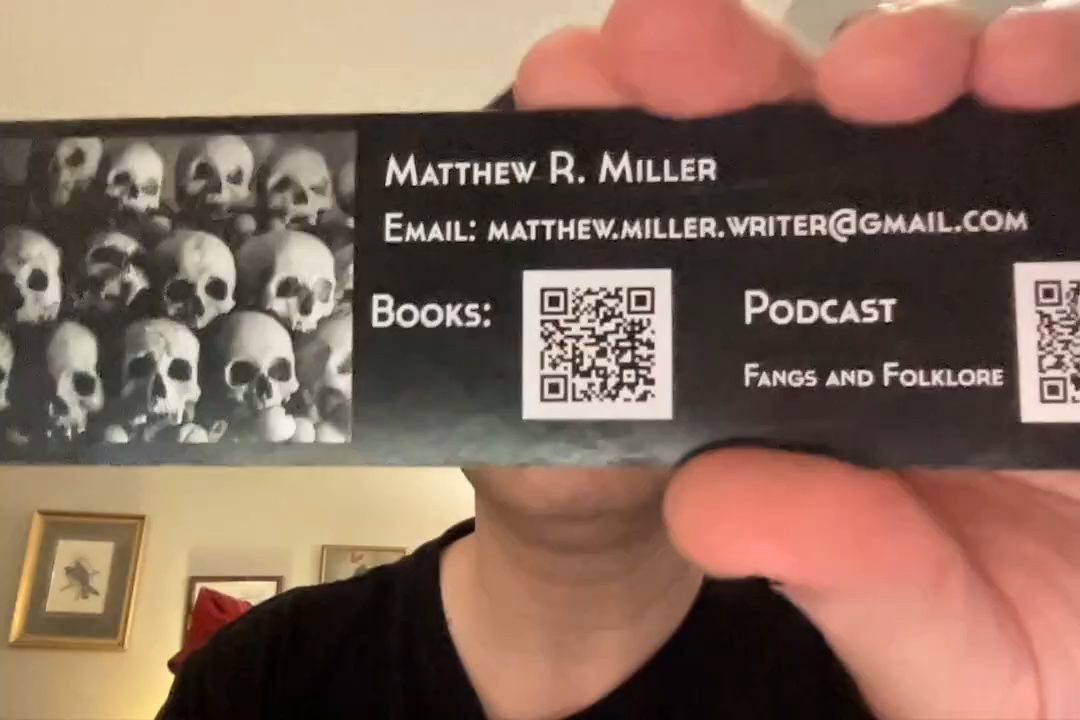 Matthew R. Miller
Email: matthew.miller.writer@gmail.com
Books:
Podcast
Fangs and Folklore